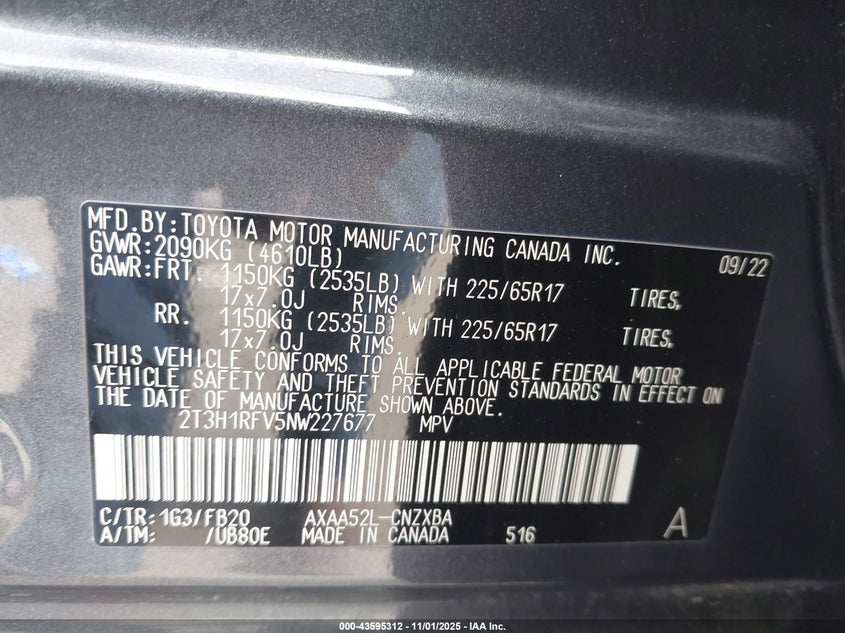 MFD.BY:TOYOTA MOTOR MANUFACTURING CANADA INC. 09/22
GVWR:2090KG (4610LB)
GAWR:FRT. 1150KG (2535LB) WITH 225/65R17 TIRES,
17x7.0J RIMS.
RR. 1150KG (2535LB) WITH 225/65R17 TIRES,
17x7.0J RIMS.
THIS VEHICLE CONFORMS TO ALL APPLICABLE FEDERAL MOTOR
VEHICLE SAFETY AND THEFT PREVENTION STANDARDS IN EFFECT ON
THE DATE OF MANUFACTURE SHOWN ABOVE.
2T3H1RFV5NW227677 MPV
C/TR:1G3/FB20 AXAA52L-CNZXBA A
A/TM: /UB80E MADE IN CANADA 516
000-43595312 - 11/01/2025 - IAA Inc.